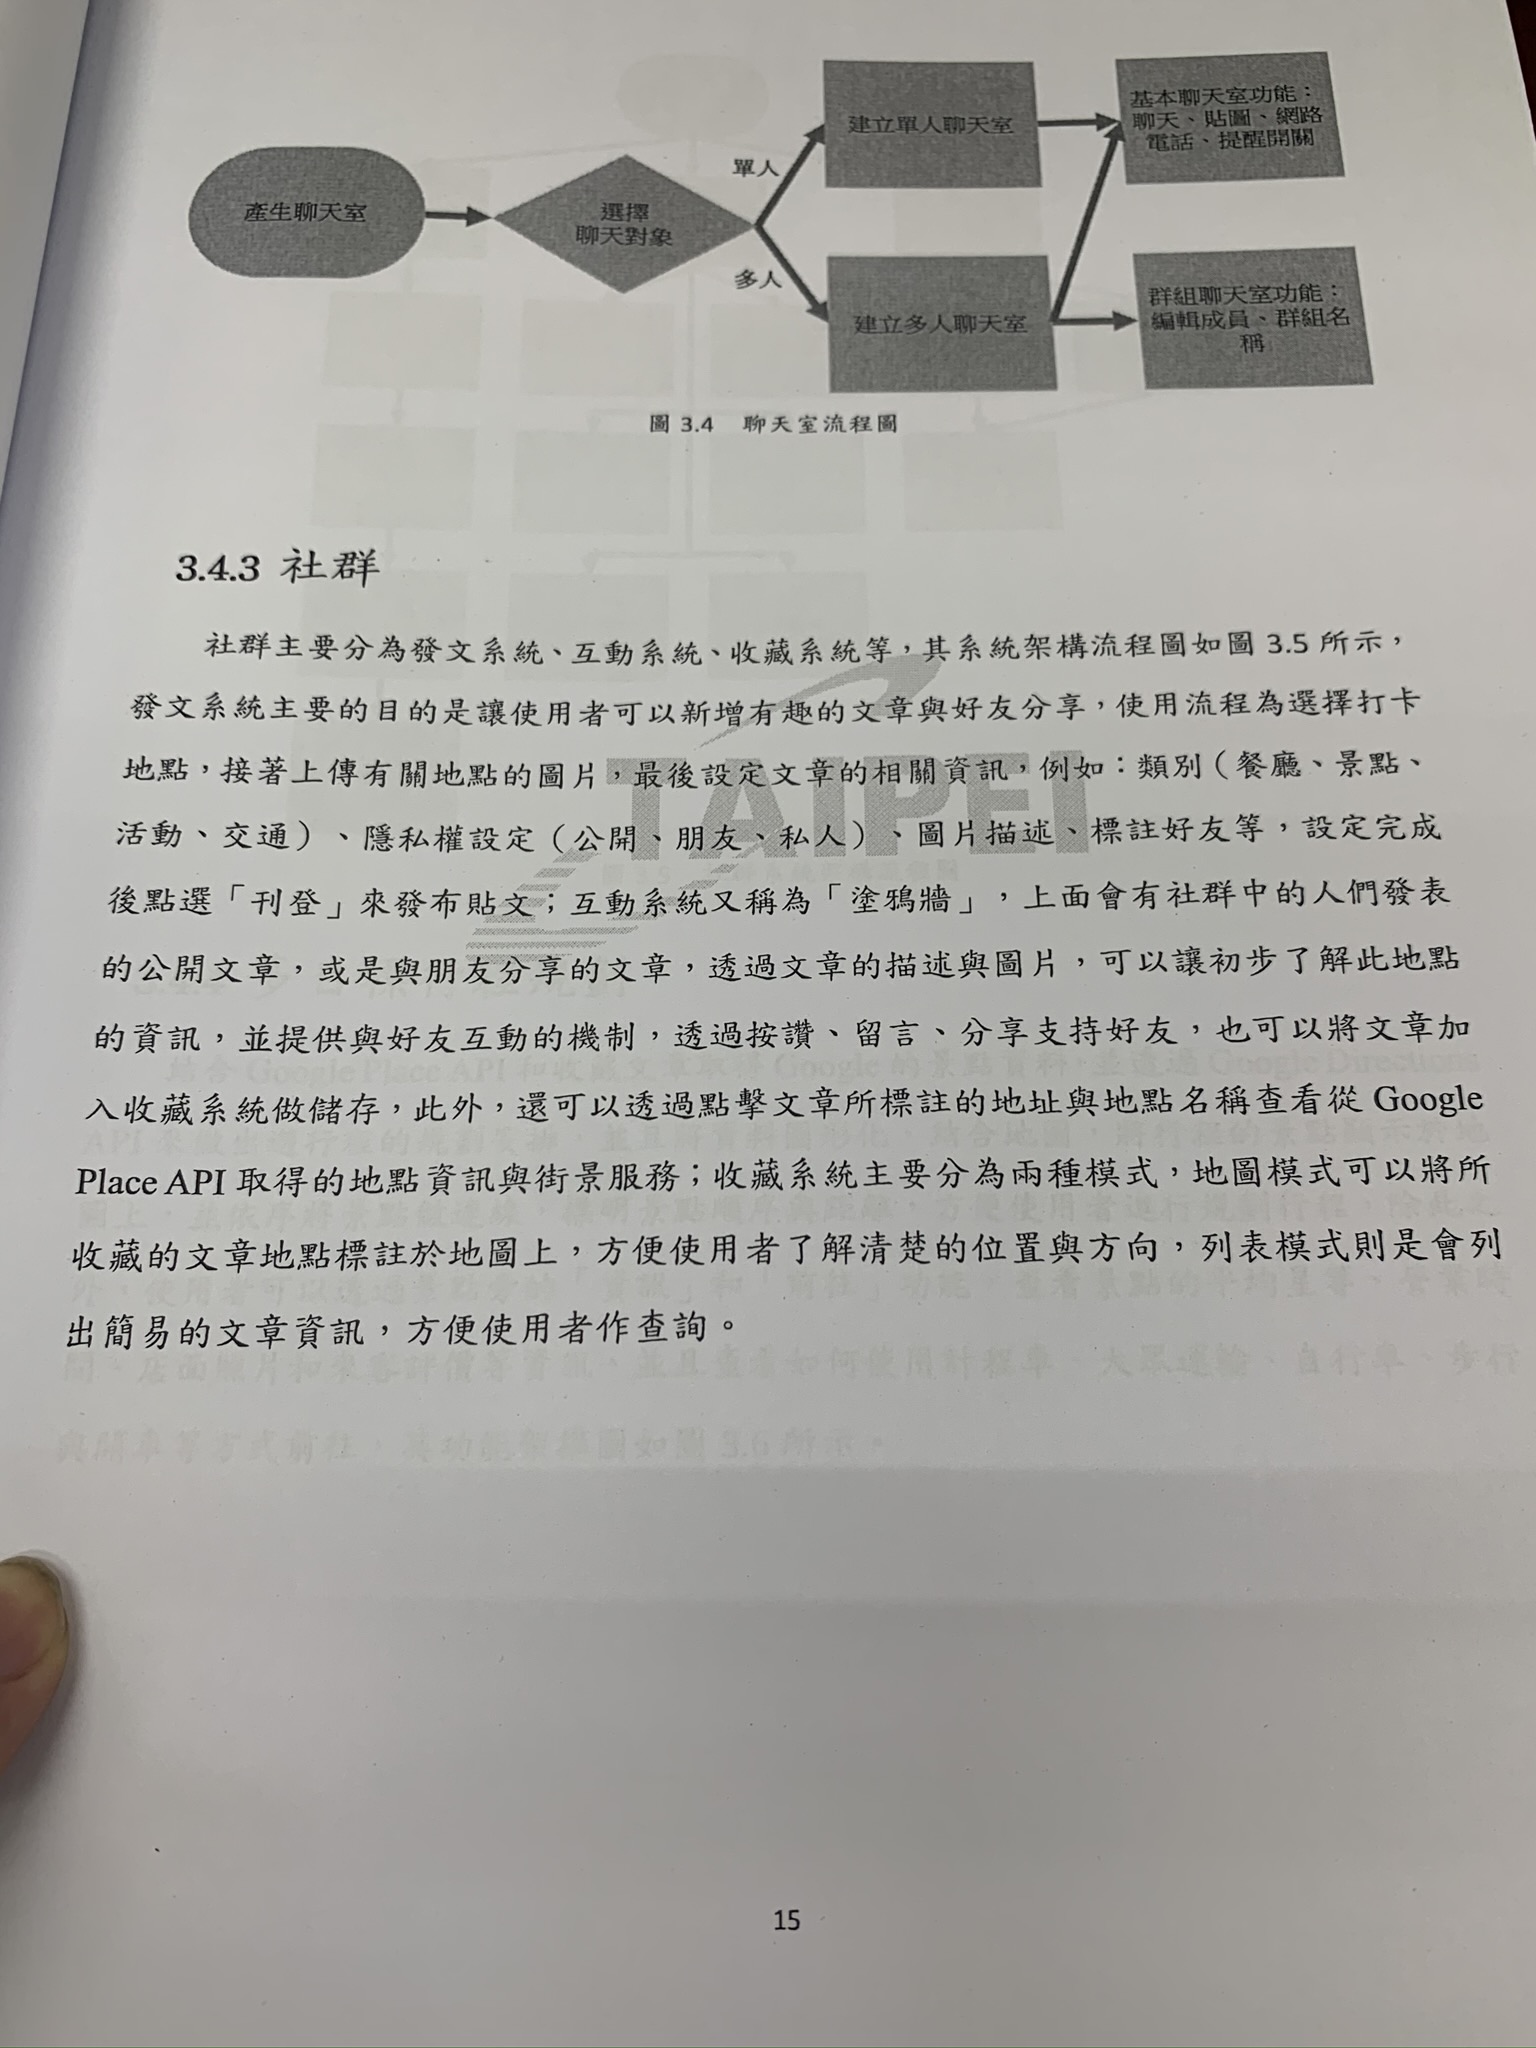 產生聊天室
選擇
聊天對象
單人
多人
建立單人聊天室
建立多人聊天室
基本聊天室功能：
聊天、貼圖、網路
電話、提醒開關
群組聊天室功能：
編輯成員、群組名
稱
圖 3.4 聊天室流程圖
3.4.3 社群
社群主要分為發文系統、互動系統、收藏系統等，其系統架構流程圖如圖 3.5 所示，
發文系統主要的目的是讓使用者可以新增有趣的文章與好友分享，使用流程為選擇打卡
地點，接著上傳有關地點的圖片，最後設定文章的相關資訊，例如：類別（餐廳、景點、
活動、交通）、隱私權設定（公開、朋友、私人）、圖片描述、標註好友等，設定完成
後點選「刊登」來發布貼文；互動系統又稱為「塗鴉牆」，上面會有社群中的人們發表
的公開文章，或是與朋友分享的文章，透過文章的描述與圖片，可以讓初步了解此地點
的資訊，並提供與好友互動的機制，透過按讚、留言、分享支持好友，也可以將文章加
入收藏系統做儲存，此外，還可以透過點擊文章所標註的地址與地點名稱查看從 Google
Place API 取得的地點資訊與街景服務；收藏系統主要分為兩種模式，地圖模式可以將所
收藏的文章地點標註於地圖上，方便使用者了解清楚的位置與方向，列表模式則是會列
出簡易的文章資訊，方便使用者作查詢。
TAIPEI
15